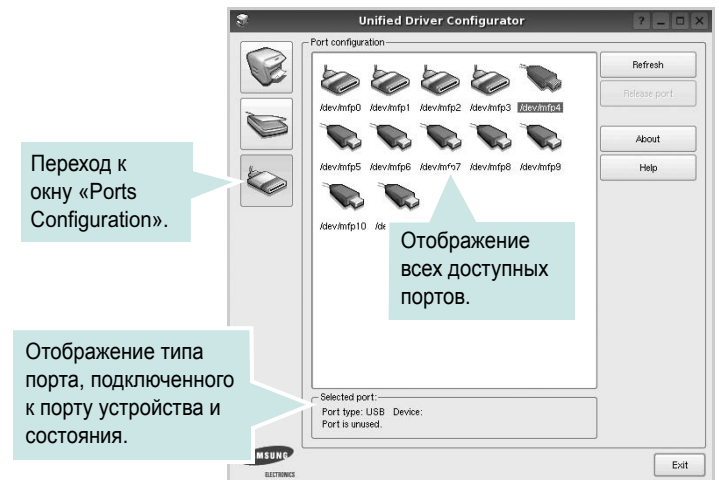 Unified Driver Configurator
Port configuration
/dev/mfp0 /dev/mfp1 /dev/mfp2 /dev/mfp3 /dev/mfp4
/dev/mfp5 /dev/mfp6 /dev/mfp7 /dev/mfp8 /dev/mfp9
/dev/mfp10
Refresh
Release port
About
Help
Переход к
окну «Ports
Configuration».
Отображение
всех доступных
портов.
Отображение типа
порта, подключенного
к порту устройства и
состояния.
Selected port:
Port type: USB Device:
Port is unused.
MSUNG
ELECTRONICS
Exit